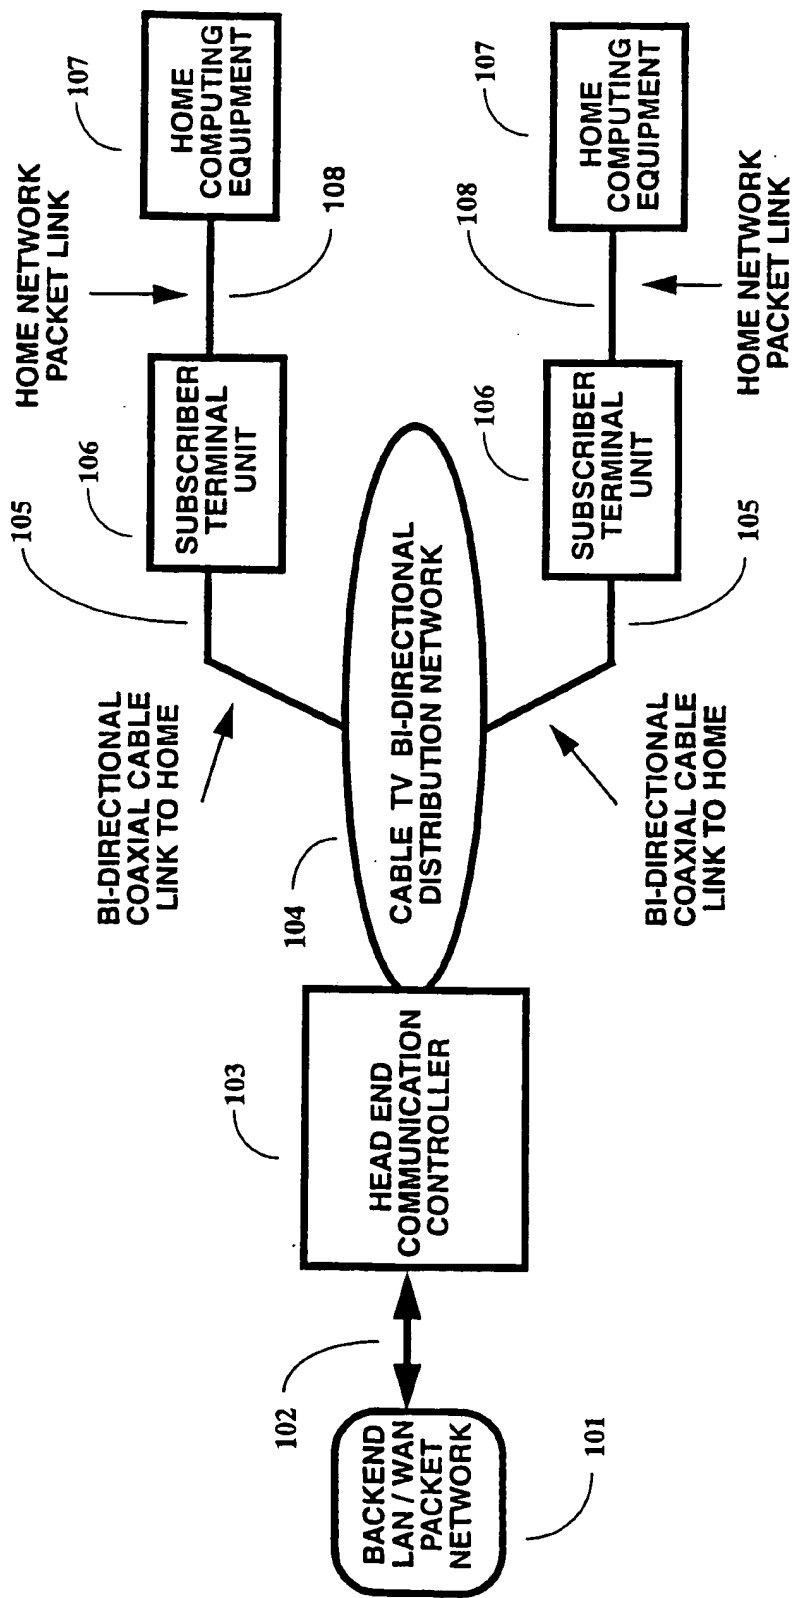 BACKEND
LAN / WAN
PACKET
NETWORK
101
102
HEAD END
COMMUNICATION
CONTROLLER
103
104
CABLE TV BI-DIRECTIONAL
DISTRIBUTION NETWORK
BI-DIRECTIONAL
COAXIAL CABLE
LINK TO HOME
105
106
SUBSCRIBER
TERMINAL
UNIT
HOME NETWORK
PACKET LINK
108
107
HOME
COMPUTING
EQUIPMENT
BI-DIRECTIONAL
COAXIAL CABLE
LINK TO HOME
105
106
SUBSCRIBER
TERMINAL
UNIT
108
HOME NETWORK
PACKET LINK
107
HOME
COMPUTING
EQUIPMENT